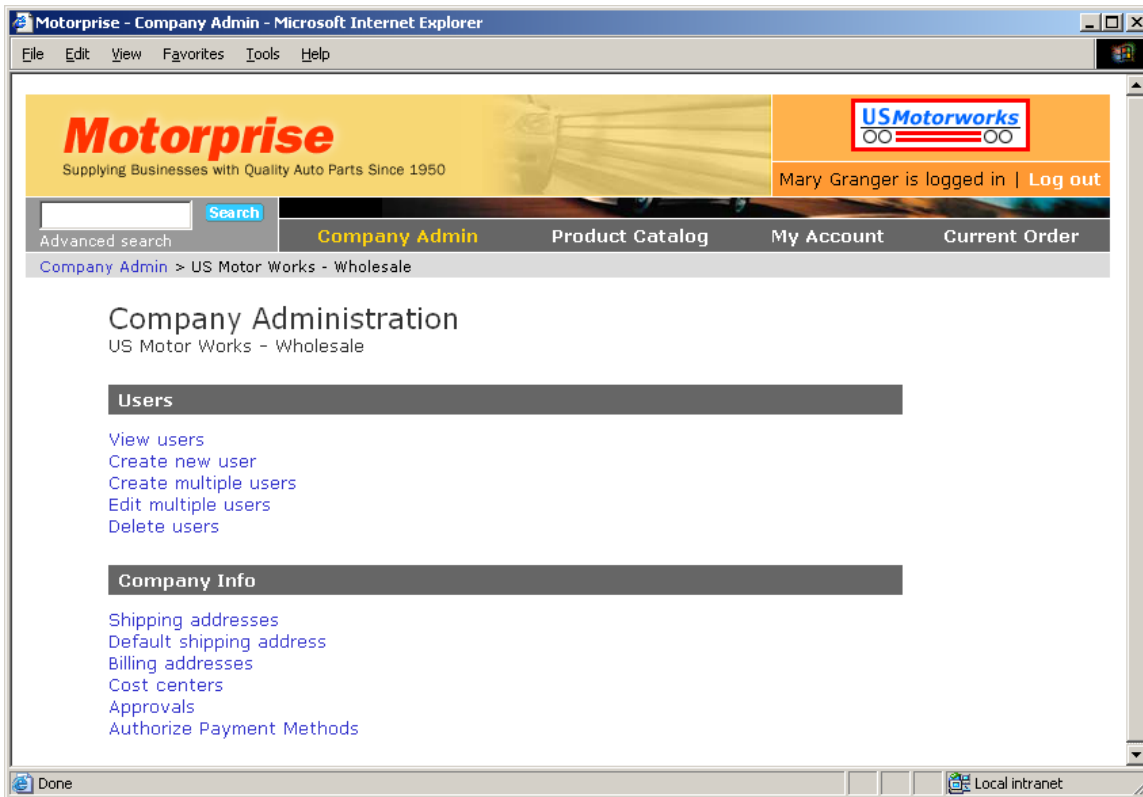 Motorprise - Company Admin - Microsoft Internet Explorer
File Edit View Favorites Tools Help
Motorprise
Supplying Businesses with Quality Auto Parts Since 1950
USMotorworks
Mary Granger is logged in | Log out
Search
Advanced search
Company Admin Product Catalog My Account Current Order
Company Admin > US Motor Works - Wholesale
Company Administration
US Motor Works - Wholesale
Users
View users
Create new user
Create multiple users
Edit multiple users
Delete users
Company Info
Shipping addresses
Default shipping address
Billing addresses
Cost centers
Approvals
Authorize Payment Methods
Done Local intranet